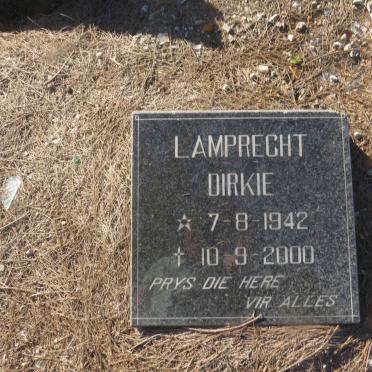 LAMPRECHT
DIRKIE
☆ 7-8-1942
† 10-9-2000
PRYS DIE HERE
VIR ALLES